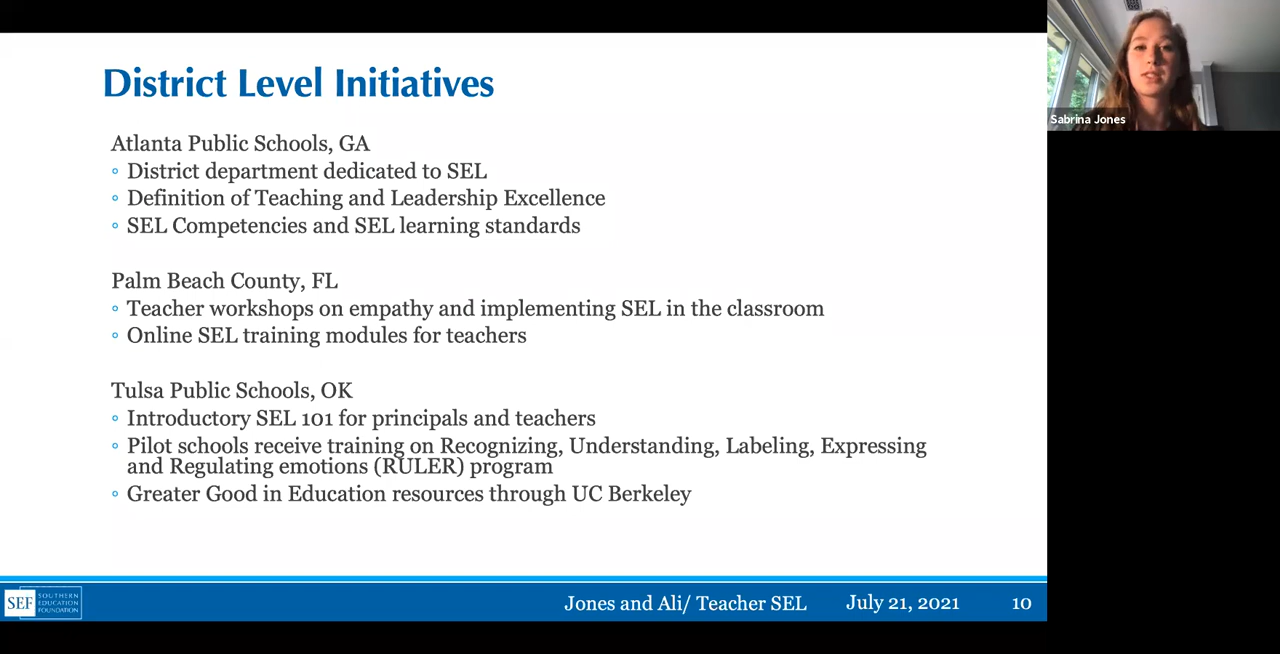 District Level Initiatives
Sabrina Jones
Atlanta Public Schools, GA
◦ District department dedicated to SEL
◦ Definition of Teaching and Leadership Excellence
◦ SEL Competencies and SEL learning standards
Palm Beach County, FL
◦ Teacher workshops on empathy and implementing SEL in the classroom
◦ Online SEL training modules for teachers
Tulsa Public Schools, OK
◦ Introductory SEL 101 for principals and teachers
◦ Pilot schools receive training on Recognizing, Understanding, Labeling, Expressing
and Regulating emotions (RULER) program
◦ Greater Good in Education resources through UC Berkeley
SEF
SOUTHERN
EDUCATION
FOUNDATION
Jones and Ali/ Teacher SEL July 21, 2021 10